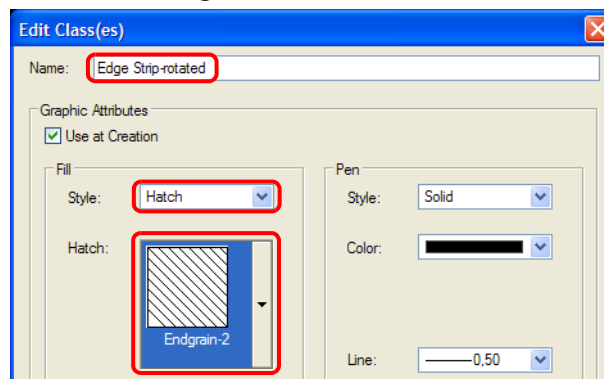 Edit Class(es)
Name: Edge Strip-rotated
Graphic Attributes
Use at Creation
Fill
Pen
Style: Hatch
Style: Solid
Hatch:
Color:
Endgrain-2
Line: 0,50